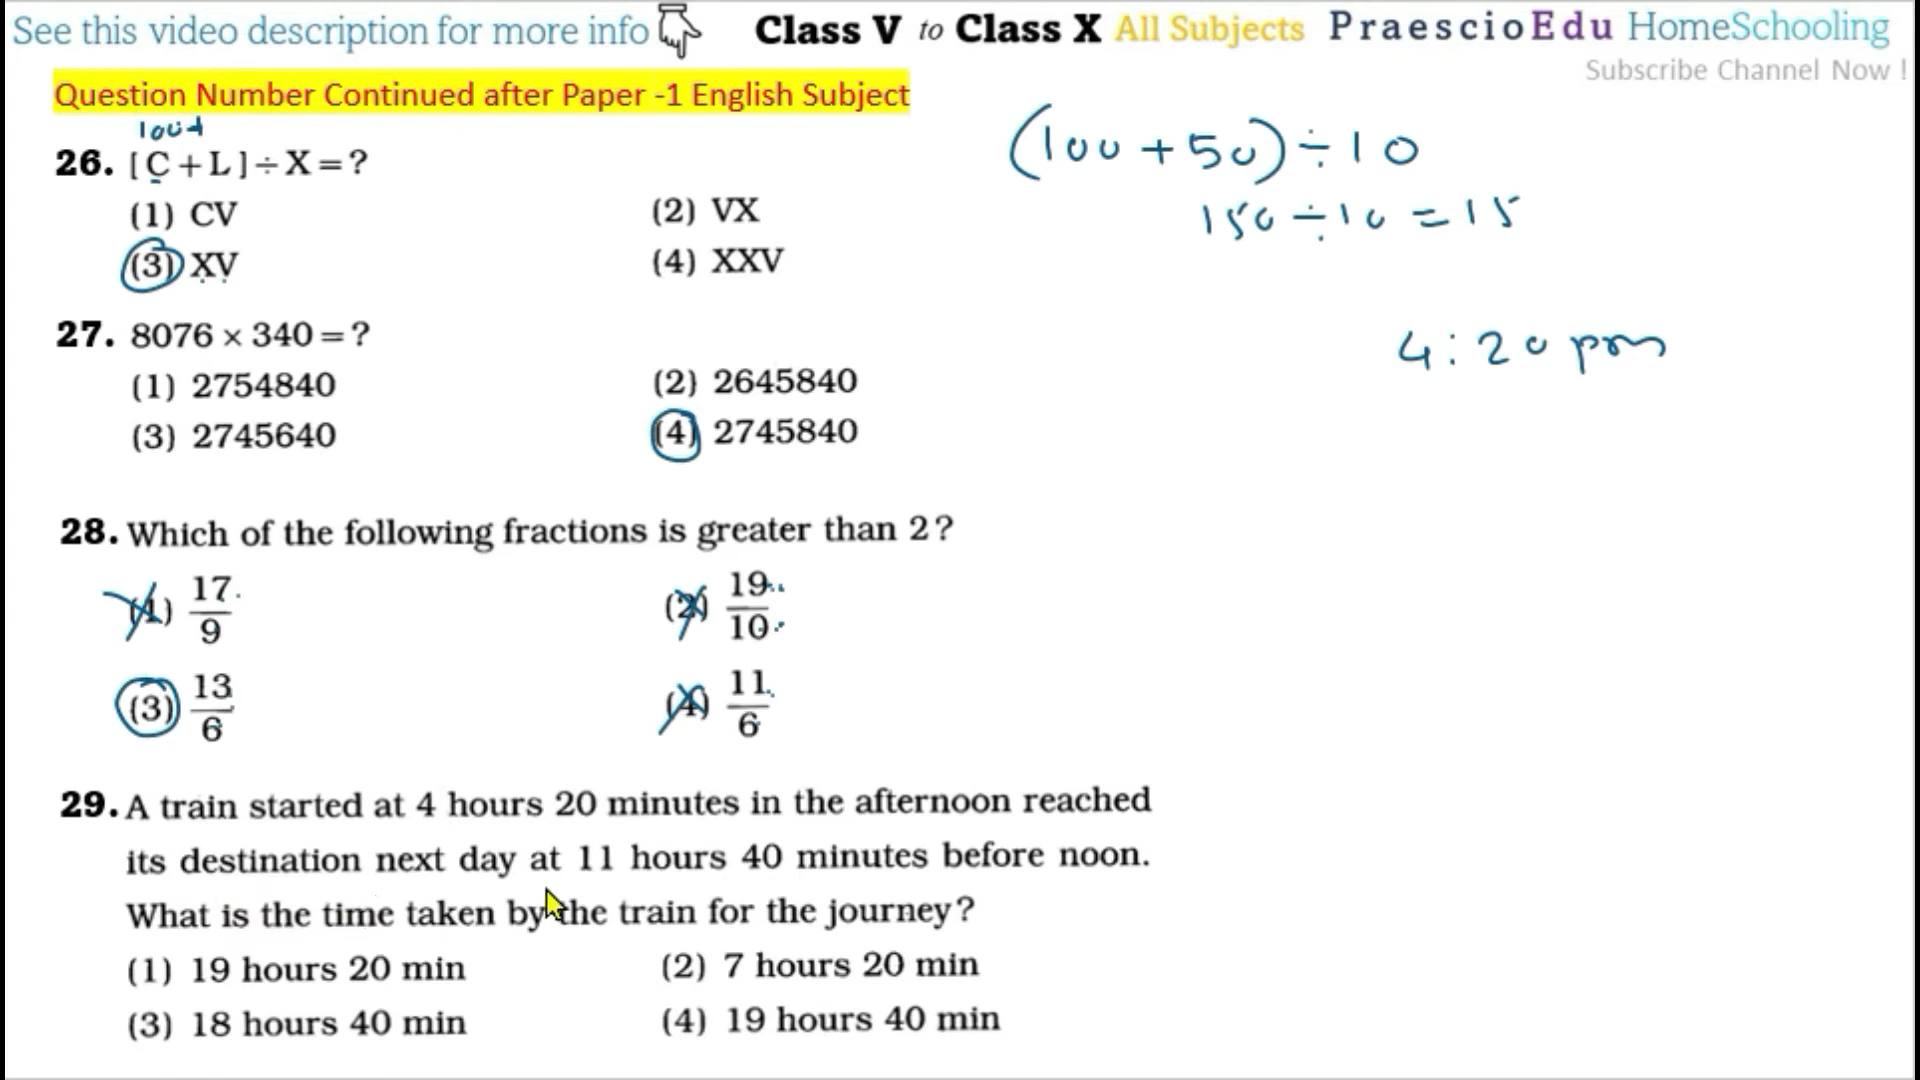 See this video description for more info Class V to Class X All Subjects PraescioEdu HomeSchooling
Subscribe Channel Now !
Question Number Continued after Paper -1 English Subject
(100 + 50) ÷ 10
150 ÷ 10 = 15
26. [C + L] ÷ X = ?
(1) CV (2) VX
(3) XV (4) XXV
4:20 pm
27. 8076 × 340 = ?
(1) 2754840 (2) 2645840
(3) 2745640 (4) 2745840
28. Which of the following fractions is greater than 2?
(1) 17/9 (2) 19/10
(3) 13/6 (4) 11/6
29. A train started at 4 hours 20 minutes in the afternoon reached
its destination next day at 11 hours 40 minutes before noon.
What is the time taken by the train for the journey?
(1) 19 hours 20 min (2) 7 hours 20 min
(3) 18 hours 40 min (4) 19 hours 40 min